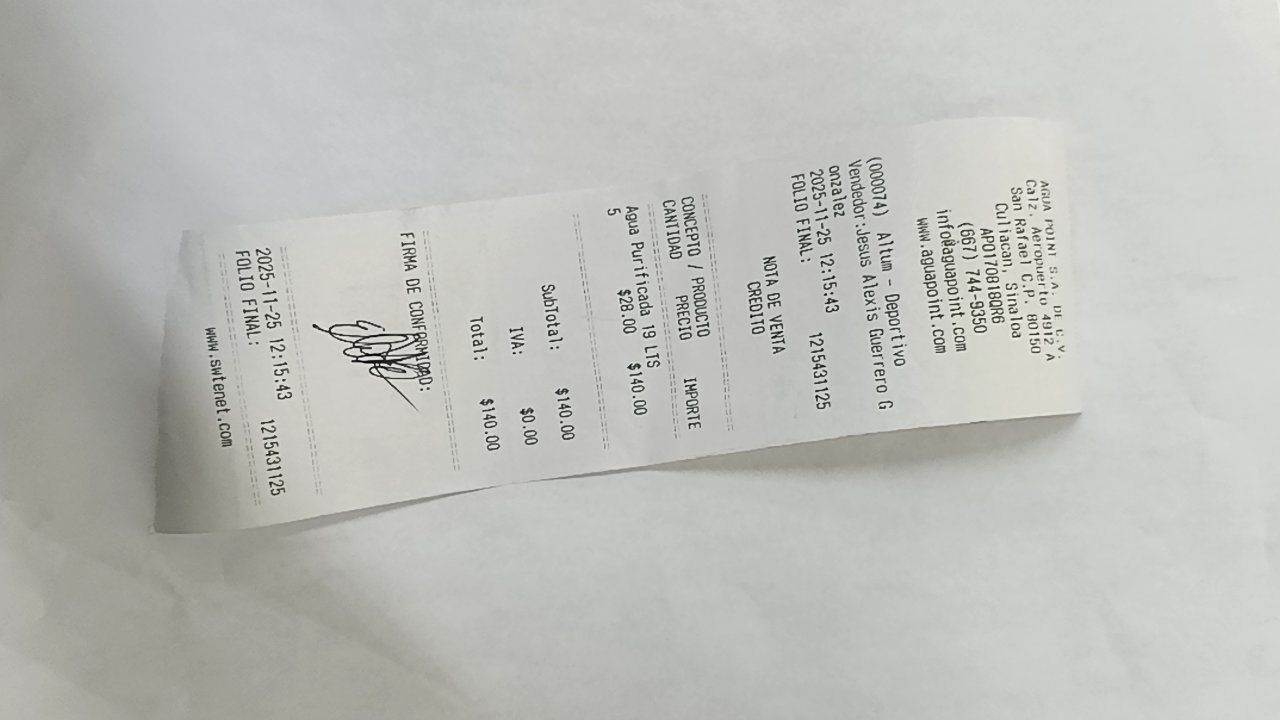 AGUA POINT S.A. DE C.V.
Calz. Aeropuerto 4912 A
San Rafael C.P. 80150
Culiacan, Sinaloa
APO170818QR6
(667) 744-9350
info@aguapoint.com
www.aguapoint.com
(000074) Altum - Deportivo
Vendedor:Jesus Alexis Guerrero G
onzalez
2025-11-25 12:15:43
FOLIO FINAL: 1215431125
NOTA DE VENTA
CREDITO
CONCEPTO / PRODUCTO
CANTIDAD PRECIO IMPORTE
Agua Purificada 19 LTS
5 $28.00 $140.00
SubTotal: $140.00
IVA: $0.00
Total: $140.00
FIRMA DE CONFORMIDAD:
2025-11-25 12:15:43
FOLIO FINAL: 1215431125
www.swtenet.com